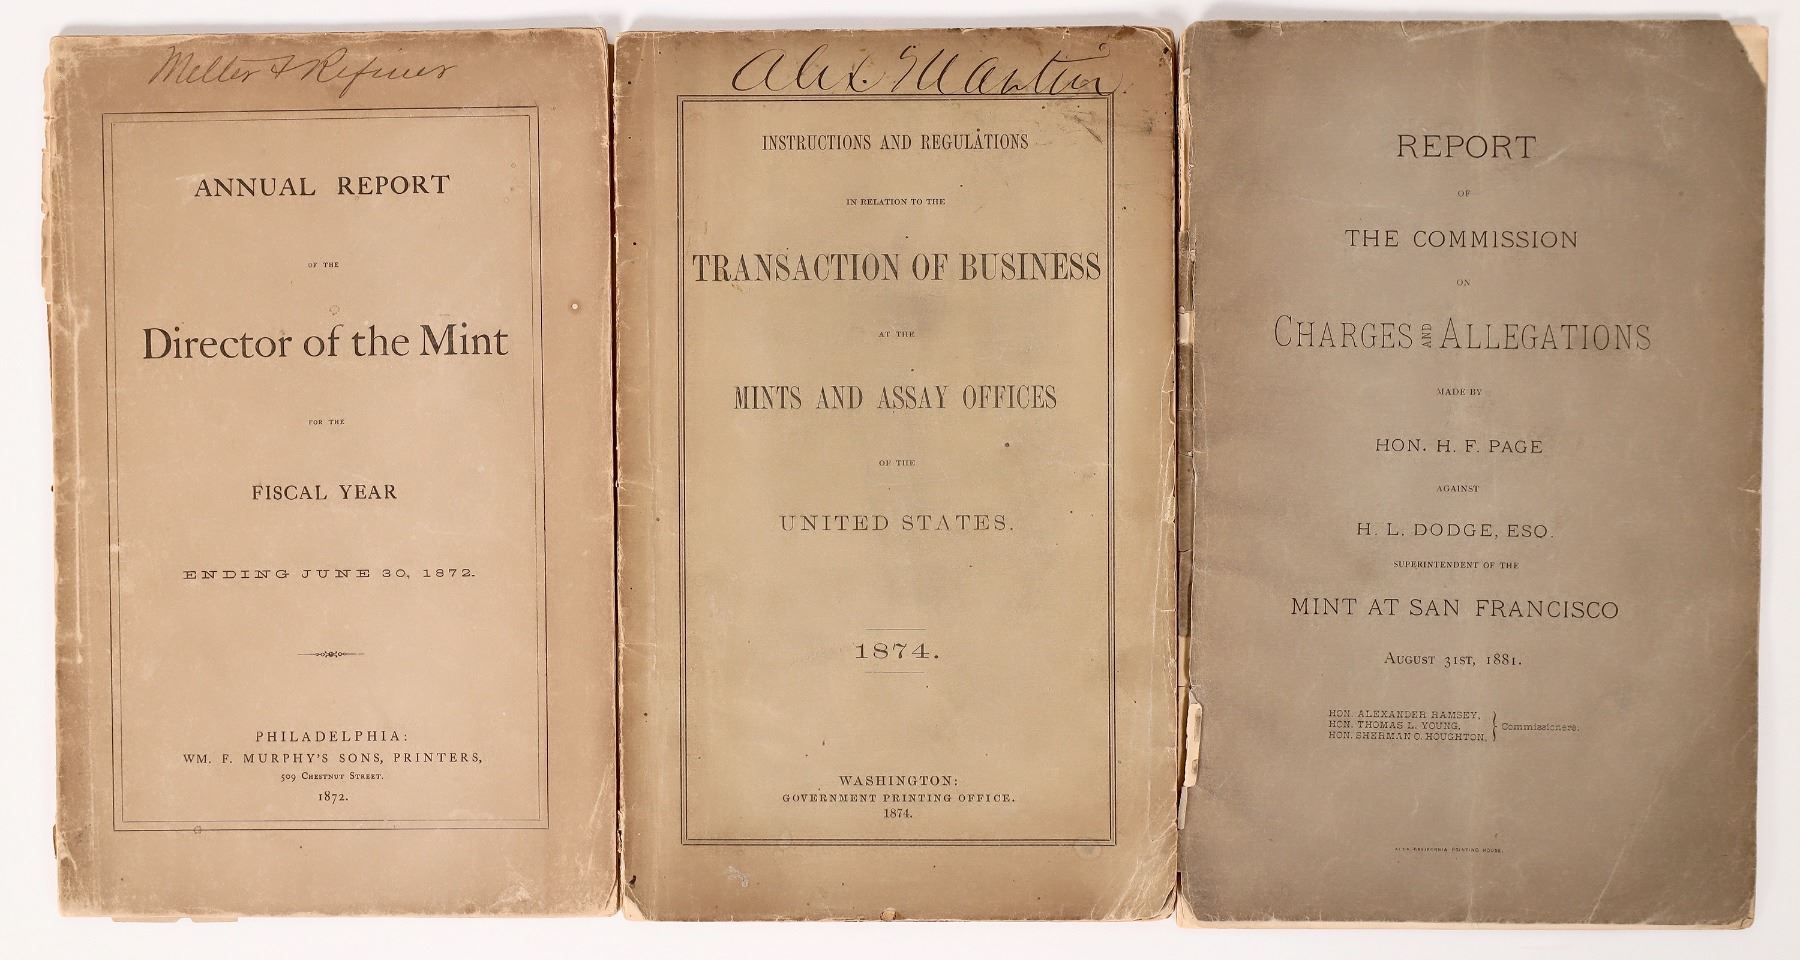 Melter & Refiner
ANNUAL REPORT
OF THE
Director of the Mint
FOR THE
FISCAL YEAR
ENDING JUNE 30, 1872.
PHILADELPHIA:
WM. F. MURPHY'S SONS, PRINTERS,
509 CHESTNUT STREET.
1872.
Alex. Martin
INSTRUCTIONS AND REGULATIONS
IN RELATION TO THE
TRANSACTION OF BUSINESS
AT THE
MINTS AND ASSAY OFFICES
OF THE
UNITED STATES.
1874.
WASHINGTON:
GOVERNMENT PRINTING OFFICE.
1874.
REPORT
OF
THE COMMISSION
ON
CHARGES AND ALLEGATIONS
MADE BY
HON. H. F. PAGE
AGAINST
H. L. DODGE, ESQ.
SUPERINTENDENT OF THE
MINT AT SAN FRANCISCO
AUGUST 31ST, 1881.
HON. ALEXANDER RAMSEY,
HON. THOMAS L. YOUNG, } Commissioners.
HON. SHERMAN O. HOUGHTON,
ALTA CALIFORNIA PRINTING HOUSE.